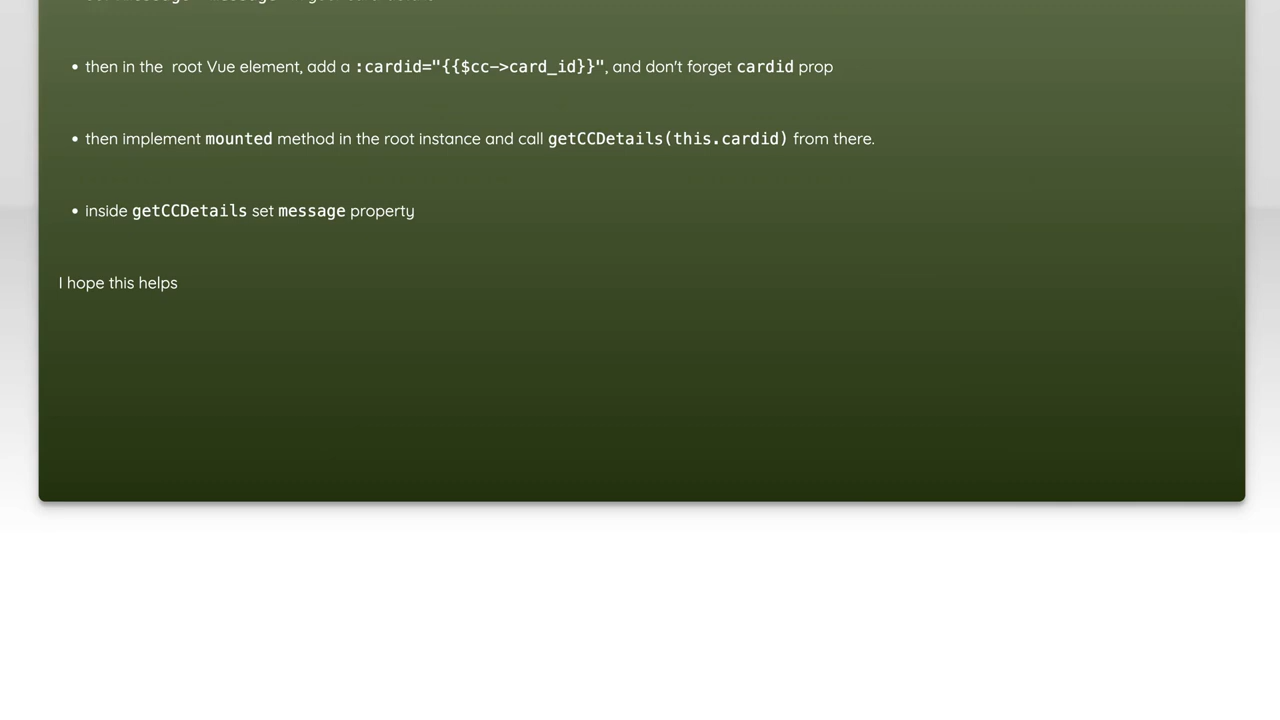 • then in the  root Vue element, add a :cardid="{{$cc->card_id}}", and don't forget cardid prop
• then implement mounted method in the root instance and call getCCDetails(this.cardid) from there.
• inside getCCDetails set message property
I hope this helps